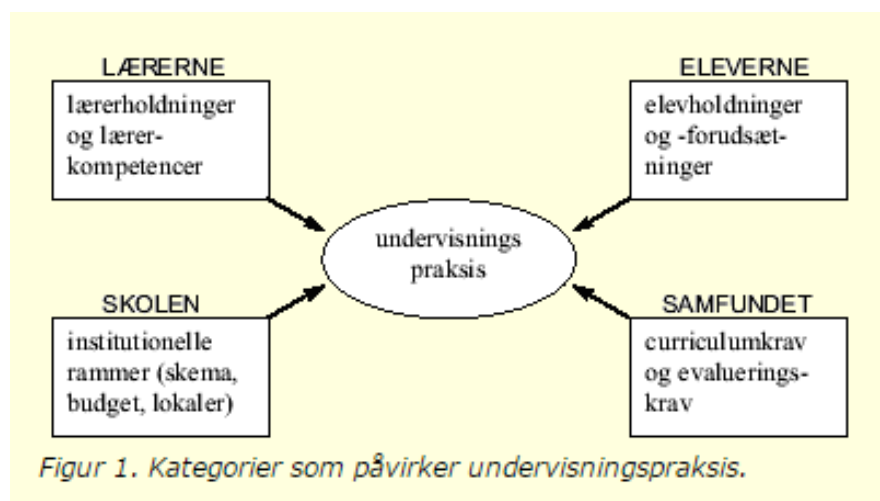 LÆRERNE
lærerholdninger
og lærer-
kompetencer
ELEVERNE
elevholdninger
og -forudsæt-
ninger
undervisnings
praksis
SKOLEN
institutionelle
rammer (skema,
budget, lokaler)
SAMFUNDET
curriculumkrav
og evaluerings-
krav
Figur 1. Kategorier som påvirker undervisningspraksis.